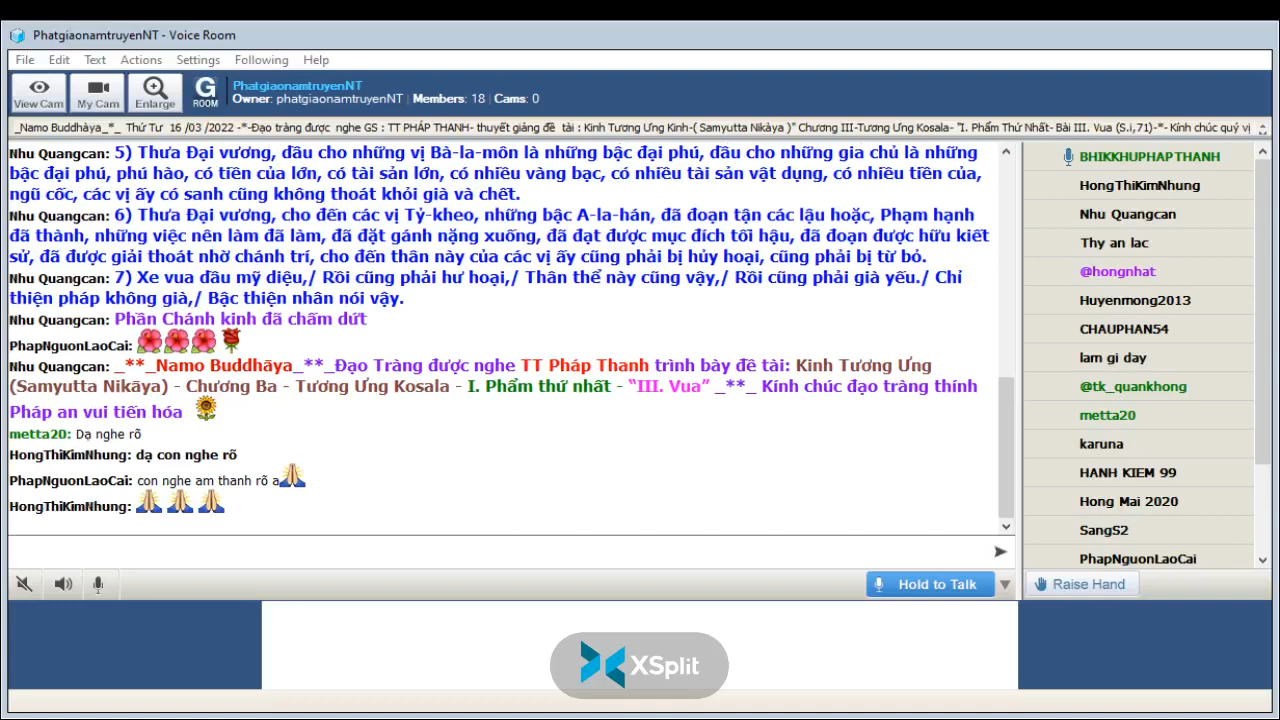 PhatgiaonamtruyenNT - Voice Room
File Edit Text Actions Settings Following Help
View Cam My Cam Enlarge G ROOM
PhatgiaonamtruyenNT
Owner: phatgiaonamtruyenNT | Members: 18 | Cams: 0
_Namo Buddhàya_*_ Thứ Tư 16 /03 /2022 -*-Đạo tràng được nghe GS : TT PHÁP THANH- thuyết giảng đề tài : Kinh Tương Ưng Kinh-( Samyutta Nikàya )" Chương III-Tương Ưng Kosala- "I. Phẩm Thứ Nhất- Bài III. Vua (S.i,71)-*- Kính chúc quý vị
Nhu Quangcan: 5) Thưa Đại vương, dầu cho những vị Bà-la-môn là những bậc đại phú, dầu cho những gia chủ là những
bậc đại phú, phú hào, có tiền của lớn, có tài sản lớn, có nhiều vàng bạc, có nhiều tài sản vật dụng, có nhiều tiền của,
ngũ cốc, các vị ấy có sanh cũng không thoát khỏi già và chết.
Nhu Quangcan: 6) Thưa Đại vương, cho đến các vị Tỷ-kheo, những bậc A-la-hán, đã đoạn tận các lậu hoặc, Phạm hạnh
đã thành, những việc nên làm đã làm, đã đặt gánh nặng xuống, đã đạt được mục đích tối hậu, đã đoạn được hữu kiết
sử, đã được giải thoát nhờ chánh trí, cho đến thân này của các vị ấy cũng phải bị hủy hoại, cũng phải bị từ bỏ.
Nhu Quangcan: 7) Xe vua dầu mỹ diệu,/ Rồi cũng phải hư hoại,/ Thân thể này cũng vậy,/ Rồi cũng phải già yếu./ Chỉ
thiện pháp không già,/ Bậc thiện nhân nói vậy.
Nhu Quangcan: Phần Chánh kinh đã chấm dứt
PhapNguonLaoCai:
Nhu Quangcan: _**_Namo Buddhāya_**_Đạo Tràng được nghe TT Pháp Thanh trình bày đề tài: Kinh Tương Ưng
(Samyutta Nikāya) - Chương Ba - Tương Ưng Kosala - I. Phẩm thứ nhất - “III. Vua” _**_ Kính chúc đạo tràng thính
Pháp an vui tiến hóa
metta20: Dạ nghe rõ
HongThiKimNhung: dạ con nghe rõ
PhapNguonLaoCai: con nghe am thanh rõ a
HongThiKimNhung:
BHIKKHUPHAPTHANH
HongThiKimNhung
Nhu Quangcan
Thy an lac
@hongnhat
Huyenmong2013
CHAUPHAN54
lam gi day
@tk_quankhong
metta20
karuna
HANH KIEM 99
Hong Mai 2020
SangS2
PhapNguonLaoCai
Hold to Talk
Raise Hand
XSplit